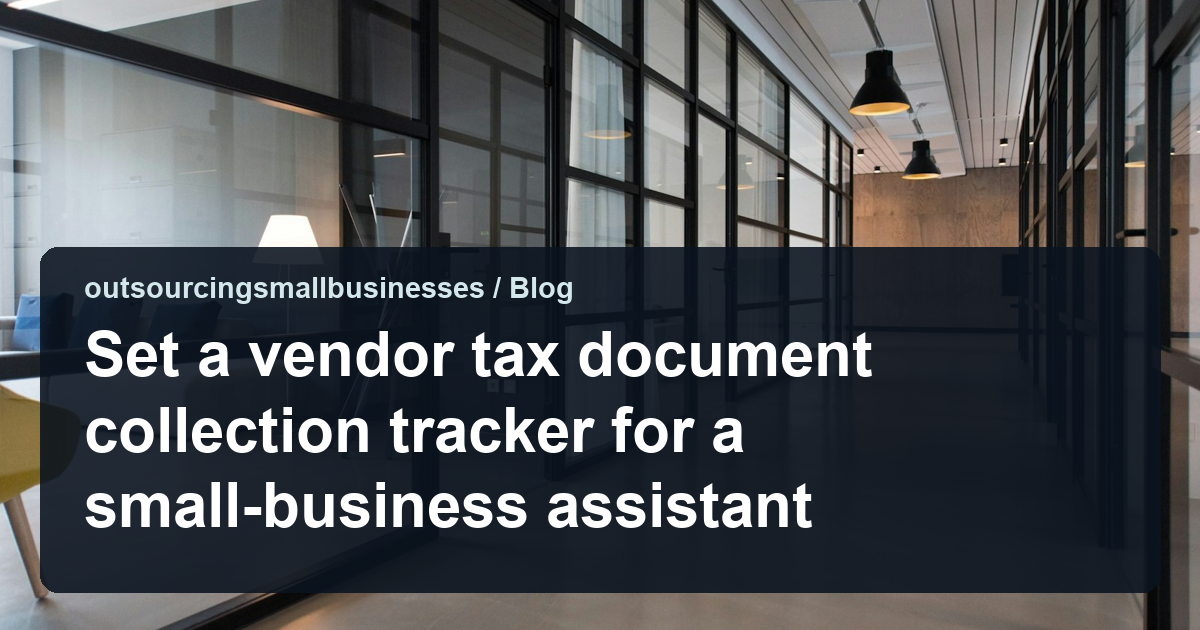 outsourcingsmallbusinesses / Blog
Set a vendor tax document
collection tracker for a
small-business assistant